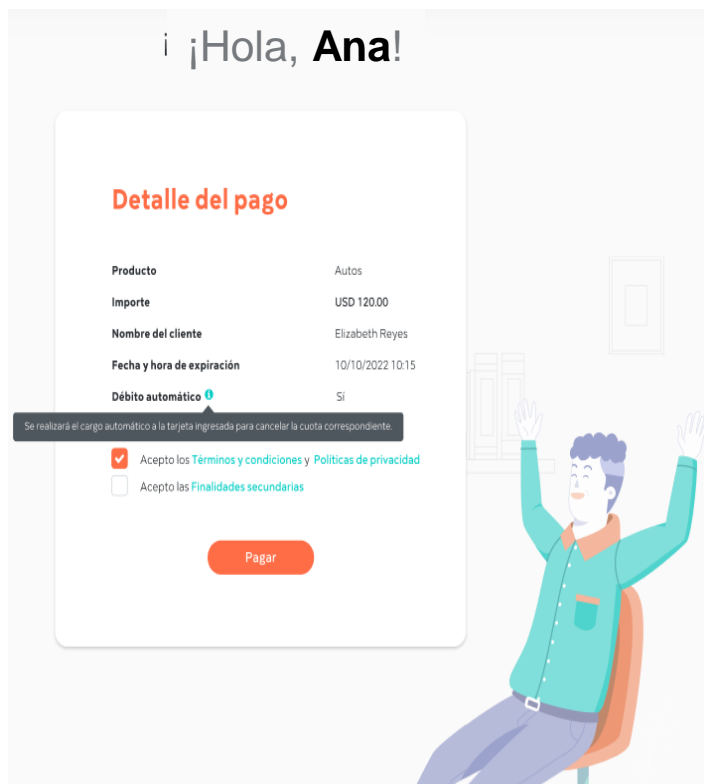 ¡ ¡Hola, Ana!
Detalle del pago
Producto Autos
Importe USD 120.00
Nombre del cliente Elizabeth Reyes
Fecha y hora de expiración 10/10/2022 10:15
Débito automático Sí
Se realizará el cargo automático a la tarjeta ingresada para cancelar la cuota correspondiente.
Acepto los Términos y condiciones y Políticas de privacidad
Acepto las Finalidades secundarias
Pagar